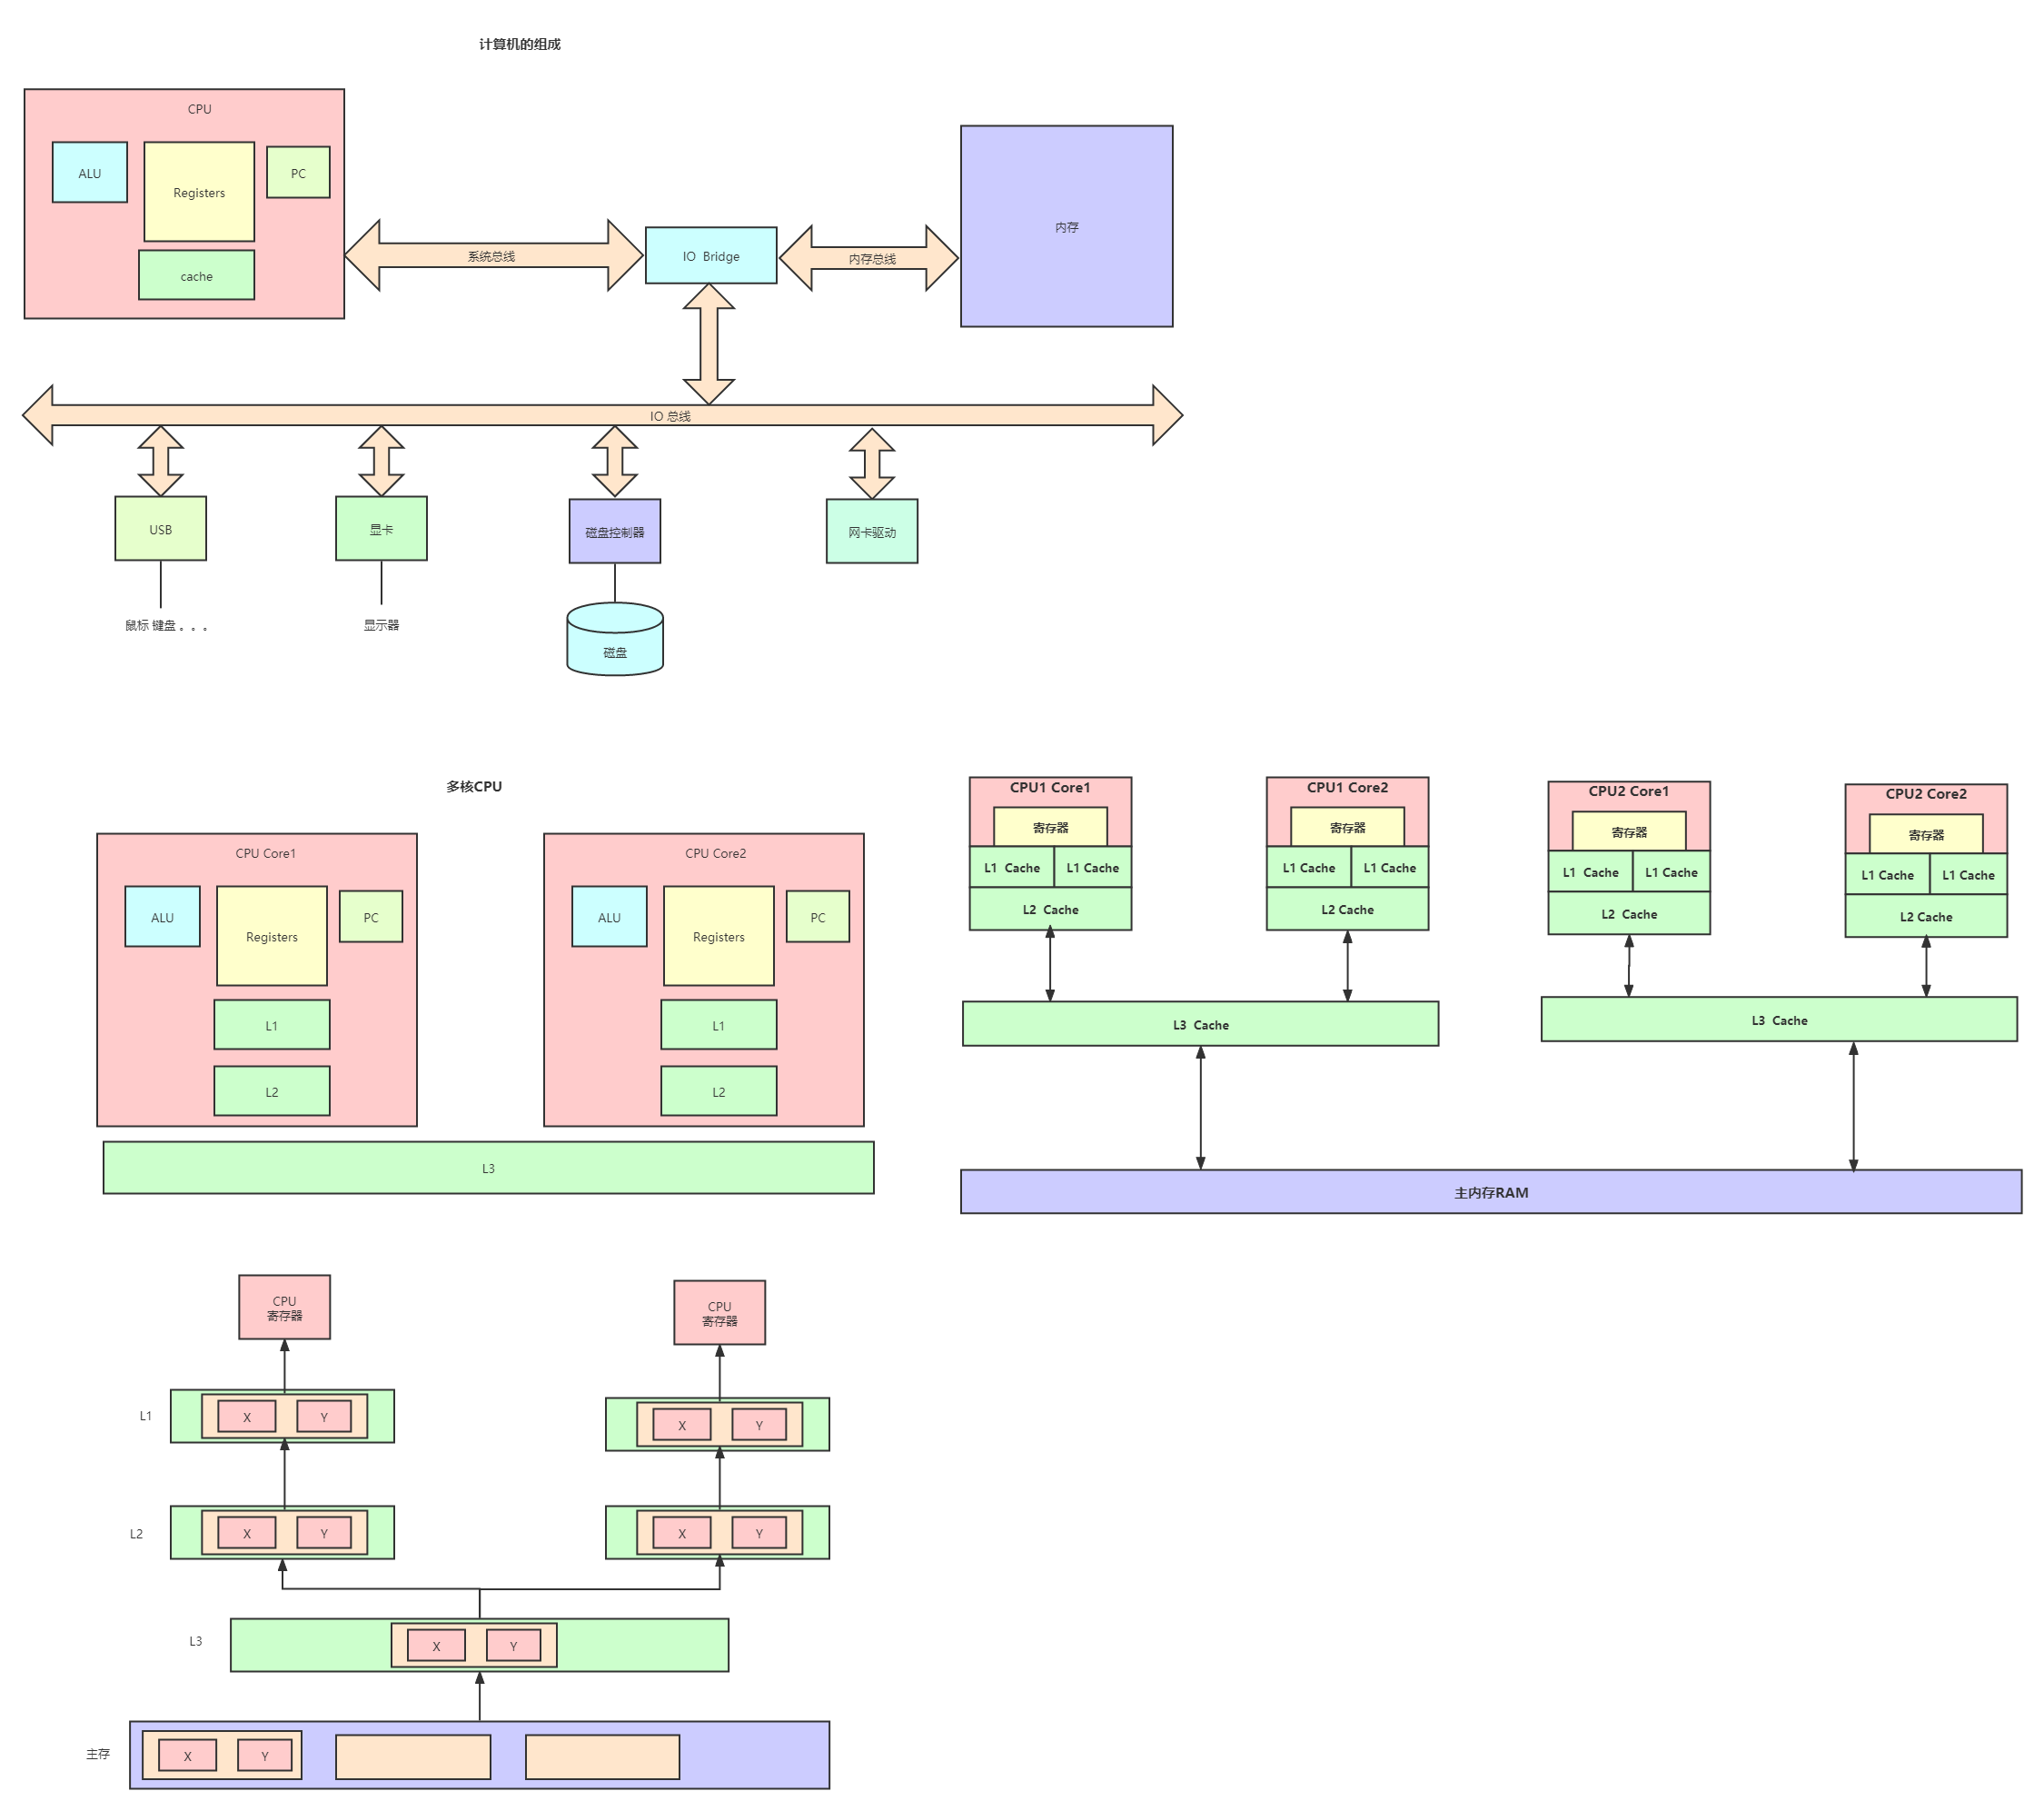 计算机的组成
CPU
ALU
Registers
PC
cache
系统总线
IO  Bridge
内存总线
内存
IO 总线
USB
显卡
磁盘控制器
网卡驱动
鼠标 键盘 。。。
显示器
磁盘
多核CPU
CPU Core1
ALU
Registers
PC
L1
L2
CPU Core2
ALU
Registers
PC
L1
L2
L3
CPU1 Core1
寄存器
L1  Cache
L1 Cache
L2  Cache
CPU1 Core2
寄存器
L1 Cache
L1 Cache
L2 Cache
L3  Cache
CPU2 Core1
寄存器
L1  Cache
L1 Cache
L2  Cache
CPU2 Core2
寄存器
L1 Cache
L1 Cache
L2 Cache
L3  Cache
主内存RAM
CPU
寄存器
CPU
寄存器
L1
X
Y
X
Y
L2
X
Y
X
Y
L3
X
Y
主存
X
Y